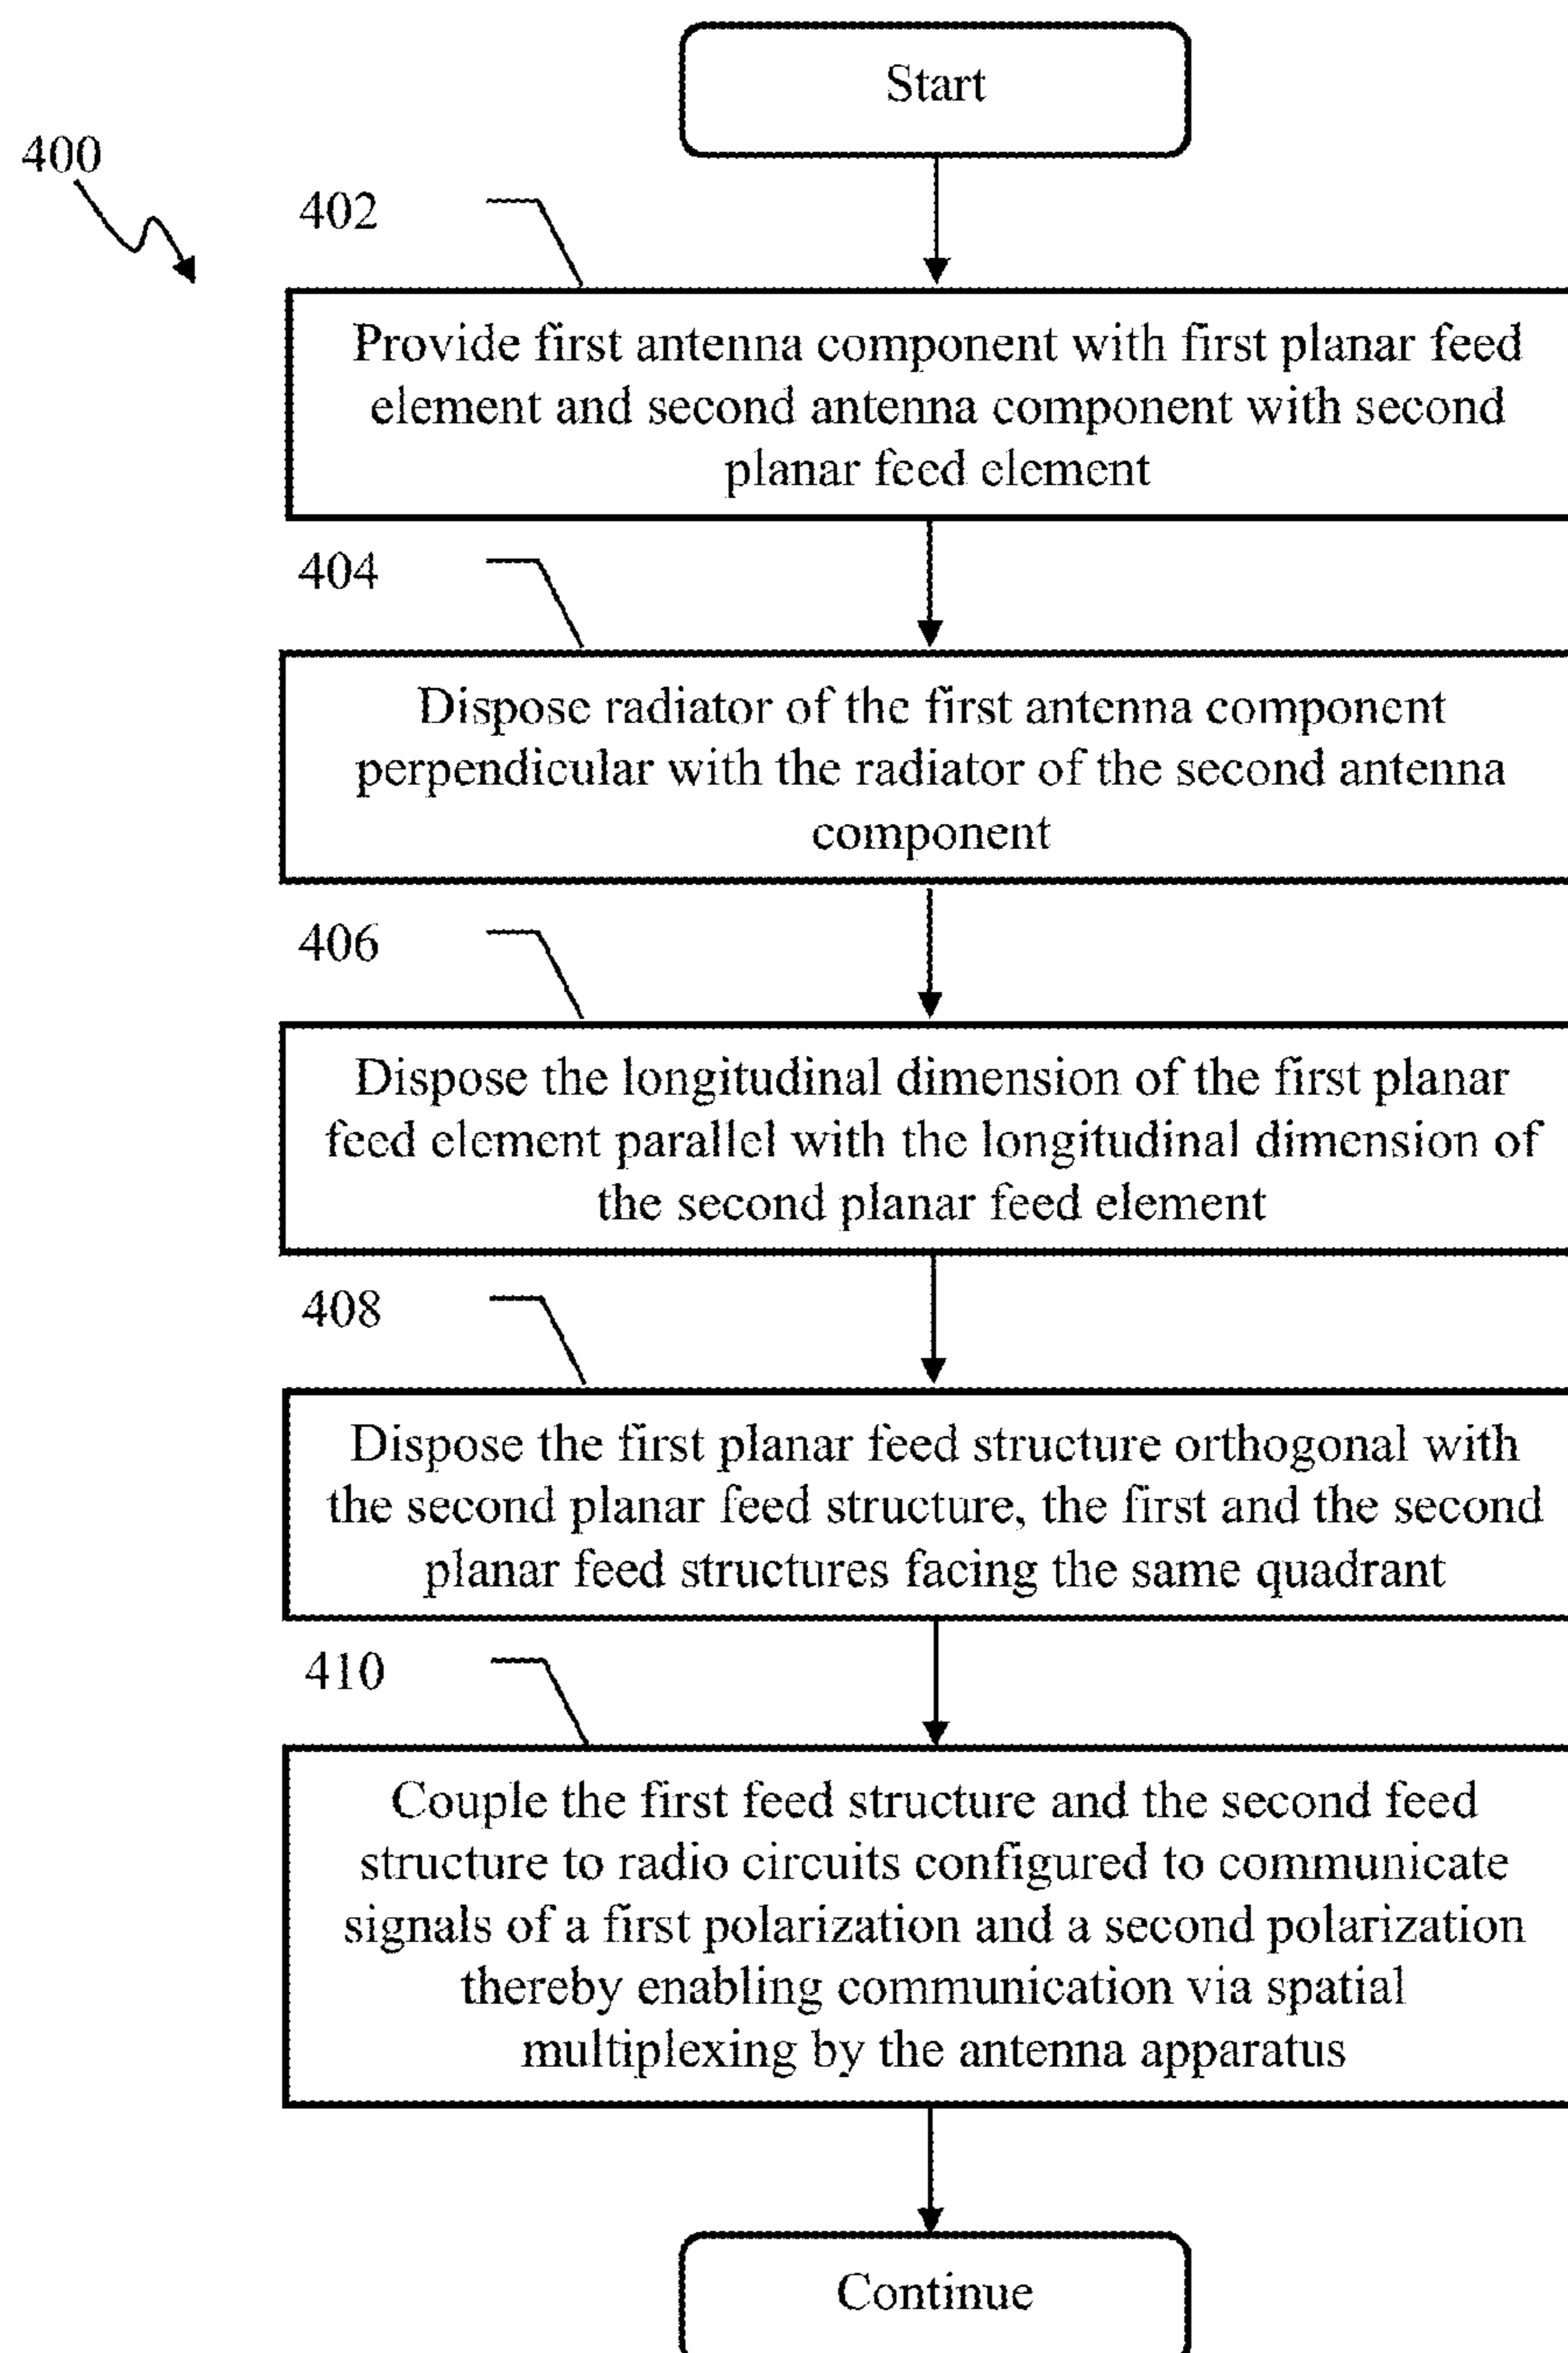 Start
400
402
Provide first antenna component with first planar feed
element and second antenna component with second
planar feed element
404
Dispose radiator of the first antenna component
perpendicular with the radiator of the second antenna
component
406
Dispose the longitudinal dimension of the first planar
feed element parallel with the longitudinal dimension of
the second planar feed element
408
Dispose the first planar feed structure orthogonal with
the second planar feed structure, the first and the second
planar feed structures facing the same quadrant
410
Couple the first feed structure and the second feed
structure to radio circuits configured to communicate
signals of a first polarization and a second polarization
thereby enabling communication via spatial
multiplexing by the antenna apparatus
Continue